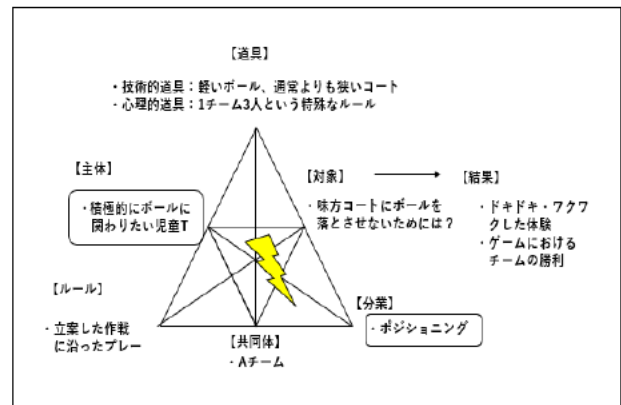 【道具】
・技術的道具：軽いボール、通常よりも狭いコート
・心理的道具：1チーム3人という特殊なルール
【主体】
・積極的にボールに
関わりたい児童T
【対象】
・味方コートにボールを
落とさせないためには？
【結果】
・ドキドキ・ワクワ
クした体験
・ゲームにおける
チームの勝利
【ルール】
・立案した作戦
に沿ったプレー
【共同体】
・Aチーム
【分業】
・ポジショニング